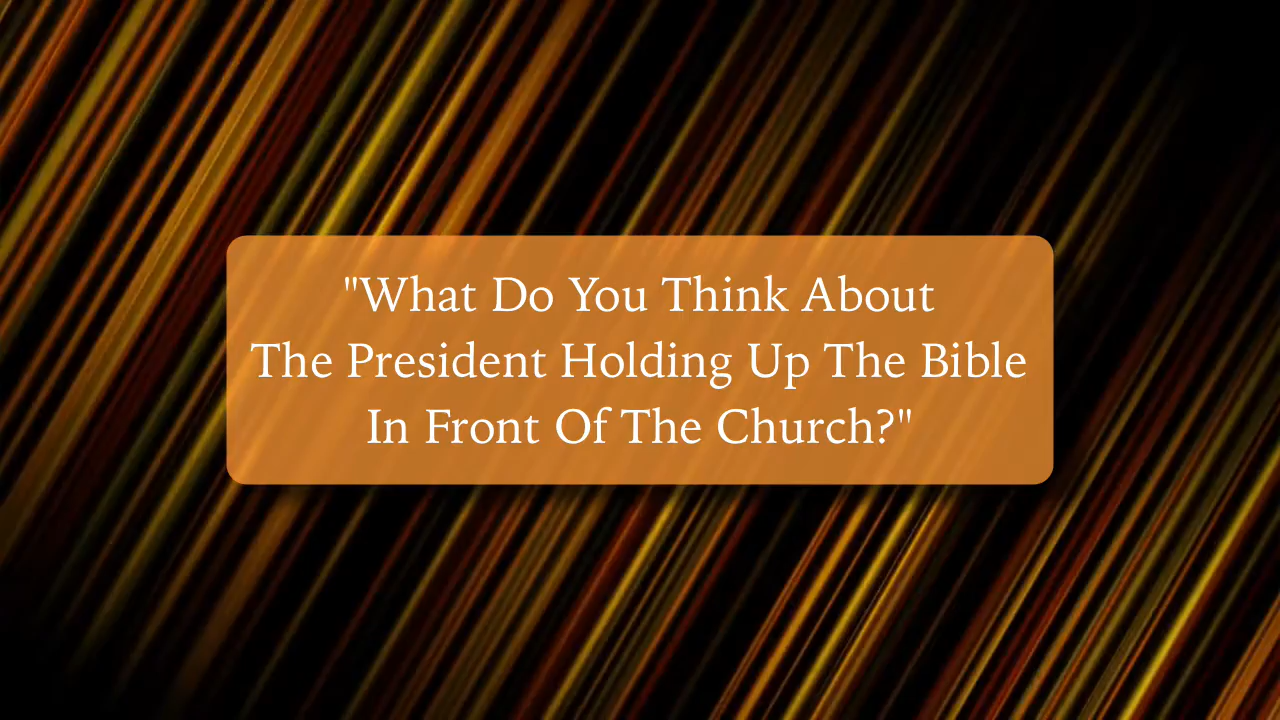 "What Do You Think About
The President Holding Up The Bible
In Front Of The Church?"